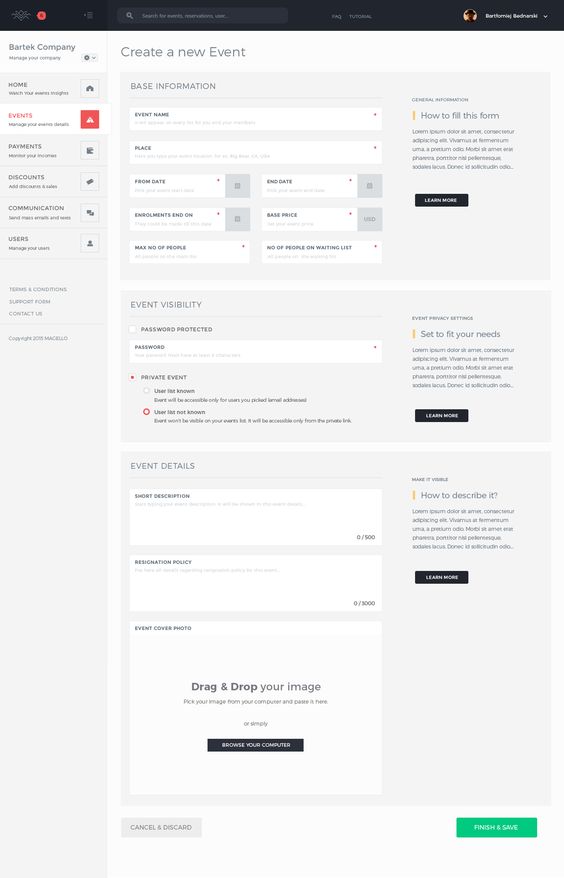 Search for events, reservations, user...
FAQ
TUTORIAL
Bartłomiej Bednarski
Bartek Company
Manage your company
HOME
Watch Your events Insights
EVENTS
Manage your events details
PAYMENTS
Monitor your incomes
DISCOUNTS
Add discounts & sales
COMMUNICATION
Send mass emails and texts
USERS
Manage your users
TERMS & CONDITIONS
SUPPORT FORM
CONTACT US
Copyright 2015 MACELLO
Create a new Event
BASE INFORMATION
EVENT NAME *
It will appear on every list for you and your members
PLACE *
Here you type your event location for ex. Big Bear, CA, USA
FROM DATE *
Pick your event start date
END DATE *
Pick your event end date
ENROLMENTS END ON *
They could be made till this date
BASE PRICE *
Set your event price
USD
MAX NO OF PEOPLE *
All people on the main list
NO OF PEOPLE ON WAITING LIST *
All people on the waiting list
GENERAL INFORMATION
How to fill this form
Lorem ipsum dolor sit amet, consectetur
adipiscing elit. Vivamus at fermentum
urna, a pretium odio. Morbi sit amet erat
pharetra, porttitor nisl pellentesque,
sodales lacus. Donec id sollicitudin odio...
LEARN MORE
EVENT VISIBILITY
PASSWORD PROTECTED
PASSWORD *
Your password must have at least 6 characters
PRIVATE EVENT
User list known
Event will be accessible only for users you picked (email addresses)
User list not known
Event won't be visible on your events list. It will be accessible only from the private link.
EVENT PRIVACY SETTINGS
Set to fit your needs
Lorem ipsum dolor sit amet, consectetur
adipiscing elit. Vivamus at fermentum
urna, a pretium odio. Morbi sit amet erat
pharetra, porttitor nisl pellentesque,
sodales lacus. Donec id sollicitudin odio...
LEARN MORE
EVENT DETAILS
SHORT DESCRIPTION
Start typing your event description. It will be shown in the event details...
0 / 500
RESIGNATION POLICY
Put here all details regarding resignation policy for this event...
0 / 3000
EVENT COVER PHOTO
Drag & Drop your image
Pick your image from your computer and paste is here.
or simply
BROWSE YOUR COMPUTER
MAKE IT VISIBLE
How to describe it?
Lorem ipsum dolor sit amet, consectetur
adipiscing elit. Vivamus at fermentum
urna, a pretium odio. Morbi sit amet erat
pharetra, porttitor nisl pellentesque,
sodales lacus. Donec id sollicitudin odio...
LEARN MORE
CANCEL & DISCARD
FINISH & SAVE